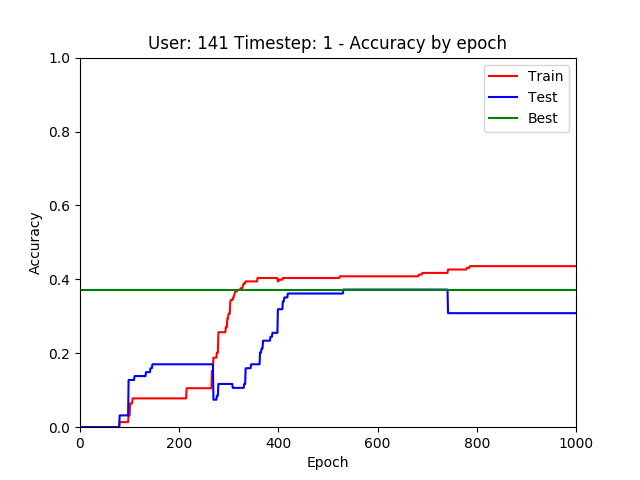 User: 141 Timestep: 1 - Accuracy by epoch
1.0
Train
Test
Best
0.8
0.6
Accuracy
0.4
0.2
0.0
0 200 400 600 800 1000
Epoch